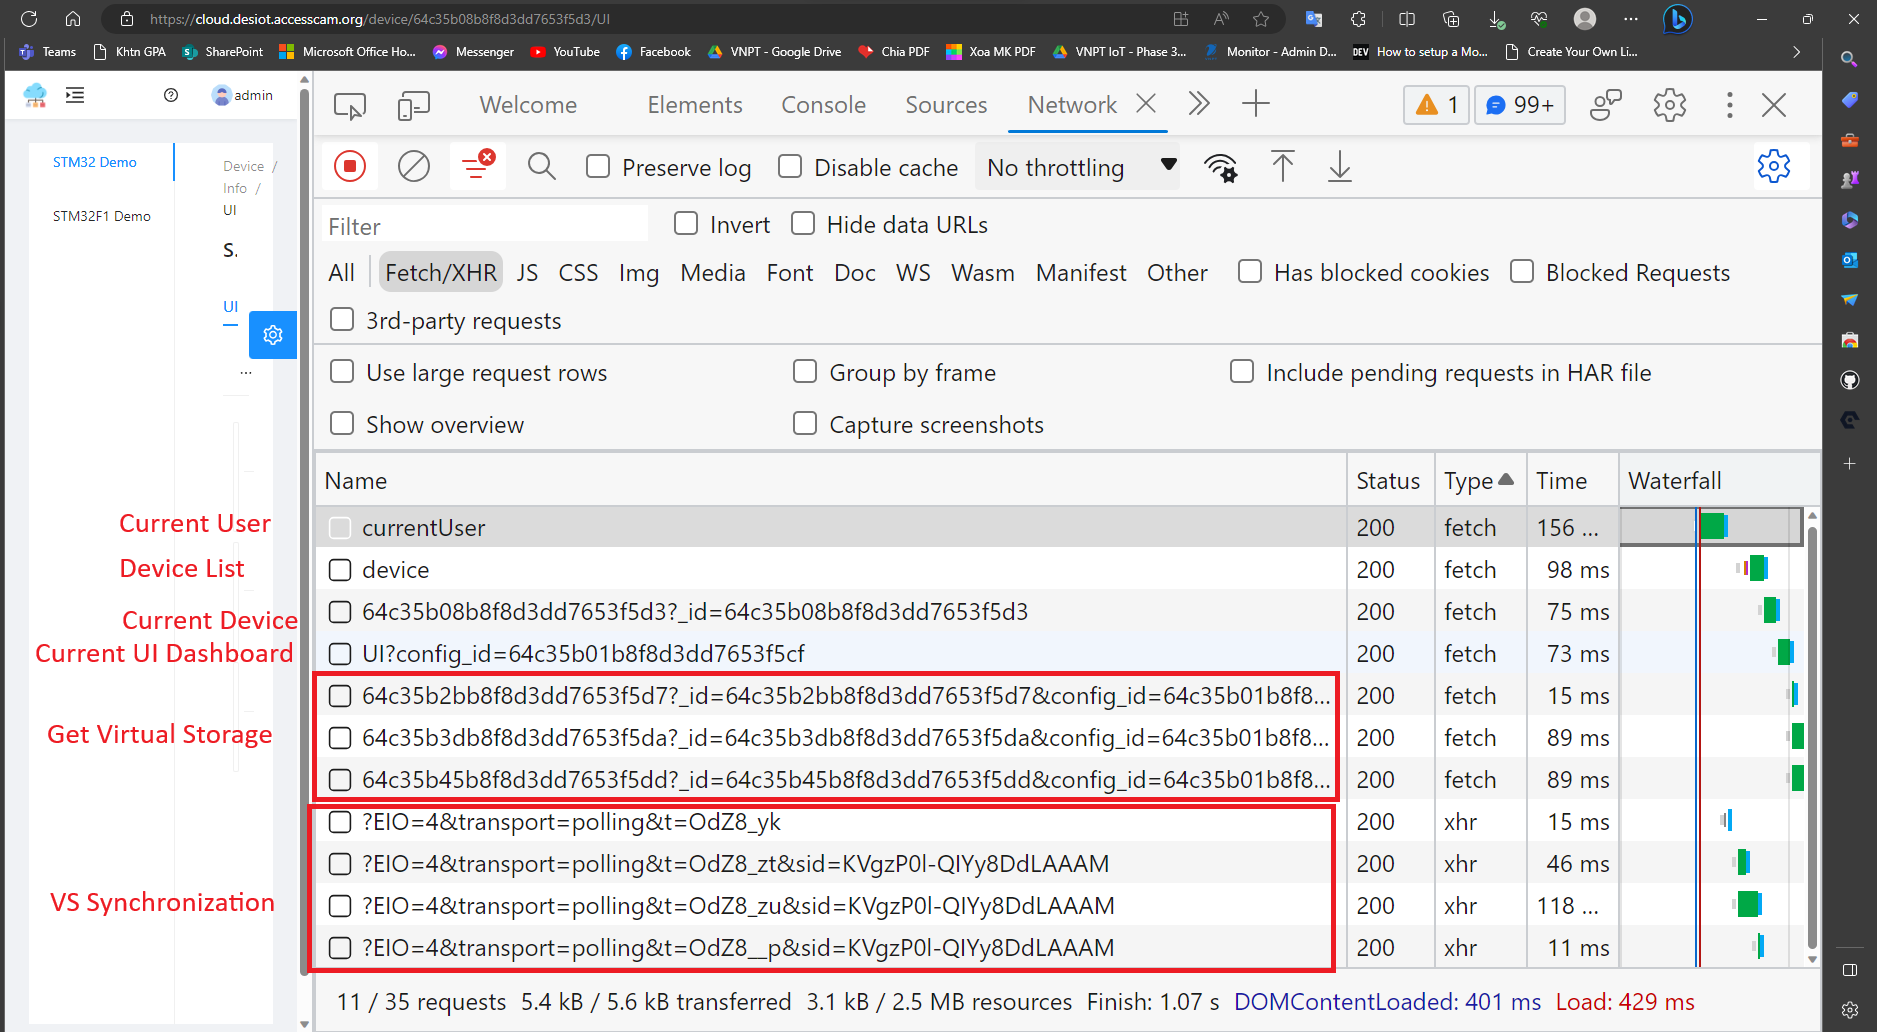 https://cloud.desiot.accesscam.org/device/64c35b08b8f8d3dd7653f5d3/UI
Teams Khtn GPA SharePoint Microsoft Office Ho... Messenger YouTube Facebook VNPT - Google Drive Chia PDF Xoa MK PDF VNPT IoT - Phase 3... Monitor - Admin D... DEV How to setup a Mo... Create Your Own Li...
admin
STM32 Demo
STM32F1 Demo
Device /
Info /
UI
S.
UI
...
Welcome Elements Console Sources Network 1 99+
Preserve log Disable cache No throttling
Filter Invert Hide data URLs
All Fetch/XHR JS CSS Img Media Font Doc WS Wasm Manifest Other Has blocked cookies Blocked Requests
3rd-party requests
Use large request rows Group by frame Include pending requests in HAR file
Show overview Capture screenshots
Name Status Type Time Waterfall
Current User
currentUser 200 fetch 156 ...
Device List
device 200 fetch 98 ms
Current Device
64c35b08b8f8d3dd7653f5d3?_id=64c35b08b8f8d3dd7653f5d3 200 fetch 75 ms
Current UI Dashboard
UI?config_id=64c35b01b8f8d3dd7653f5cf 200 fetch 73 ms
64c35b2bb8f8d3dd7653f5d7?_id=64c35b2bb8f8d3dd7653f5d7&config_id=64c35b01b8f8... 200 fetch 15 ms
Get Virtual Storage
64c35b3db8f8d3dd7653f5da?_id=64c35b3db8f8d3dd7653f5da&config_id=64c35b01b8f8... 200 fetch 89 ms
64c35b45b8f8d3dd7653f5dd?_id=64c35b45b8f8d3dd7653f5dd&config_id=64c35b01b8f8... 200 fetch 89 ms
?EIO=4&transport=polling&t=OdZ8_yk 200 xhr 15 ms
?EIO=4&transport=polling&t=OdZ8_zt&sid=KVgzP0l-QIYy8DdLAAAM 200 xhr 46 ms
VS Synchronization
?EIO=4&transport=polling&t=OdZ8_zu&sid=KVgzP0l-QIYy8DdLAAAM 200 xhr 118 ...
?EIO=4&transport=polling&t=OdZ8__p&sid=KVgzP0l-QIYy8DdLAAAM 200 xhr 11 ms
11 / 35 requests 5.4 kB / 5.6 kB transferred 3.1 kB / 2.5 MB resources Finish: 1.07 s DOMContentLoaded: 401 ms Load: 429 ms